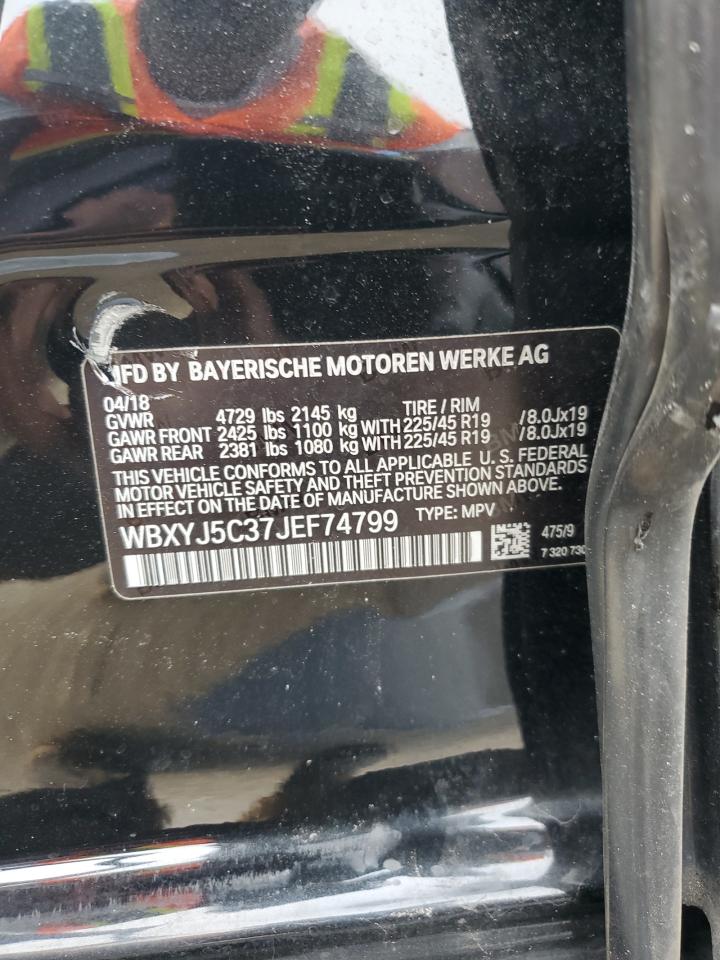 MFD BY BAYERISCHE MOTOREN WERKE AG
04/18 TIRE / RIM
GVWR 4729 lbs 2145 kg
GAWR FRONT 2425 lbs 1100 kg WITH 225/45 R19 /8.0Jx19
GAWR REAR 2381 lbs 1080 kg WITH 225/45 R19 /8.0Jx19
THIS VEHICLE CONFORMS TO ALL APPLICABLE U.S. FEDERAL
MOTOR VEHICLE SAFETY AND THEFT PREVENTION STANDARDS
IN EFFECT ON THE DATE OF MANUFACTURE SHOWN ABOVE.
WBXYJ5C37JEF74799 TYPE: MPV
475/9
7 320 730